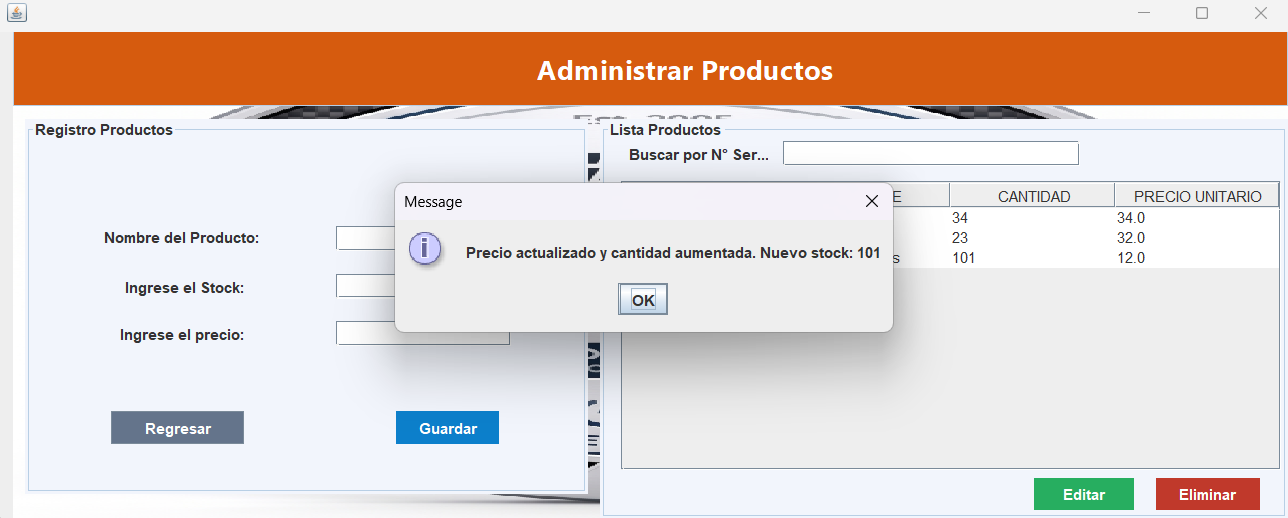 Administrar Productos
Registro Productos
Nombre del Producto:
Ingrese el Stock:
Ingrese el precio:
Regresar
Guardar
Lista Productos
Buscar por N° Ser...
CANTIDAD
PRECIO UNITARIO
34
34.0
23
32.0
101
12.0
Editar
Eliminar
Message
Precio actualizado y cantidad aumentada. Nuevo stock: 101
OK